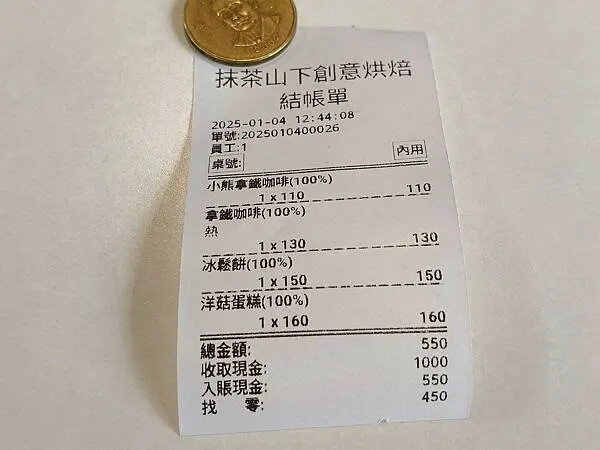 抹茶山下創意烘焙
結帳單
2025-01-04 12:44:08
單號:2025010400026
員工:1
桌號: 內用
小熊拿鐵咖啡(100%)
1 x 110 110
拿鐵咖啡(100%)
熱
1 x 130 130
冰鬆餅(100%)
1 x 150 150
洋菇蛋糕(100%)
1 x 160 160
總金額: 550
收取現金: 1000
入賬現金: 550
找 零: 450